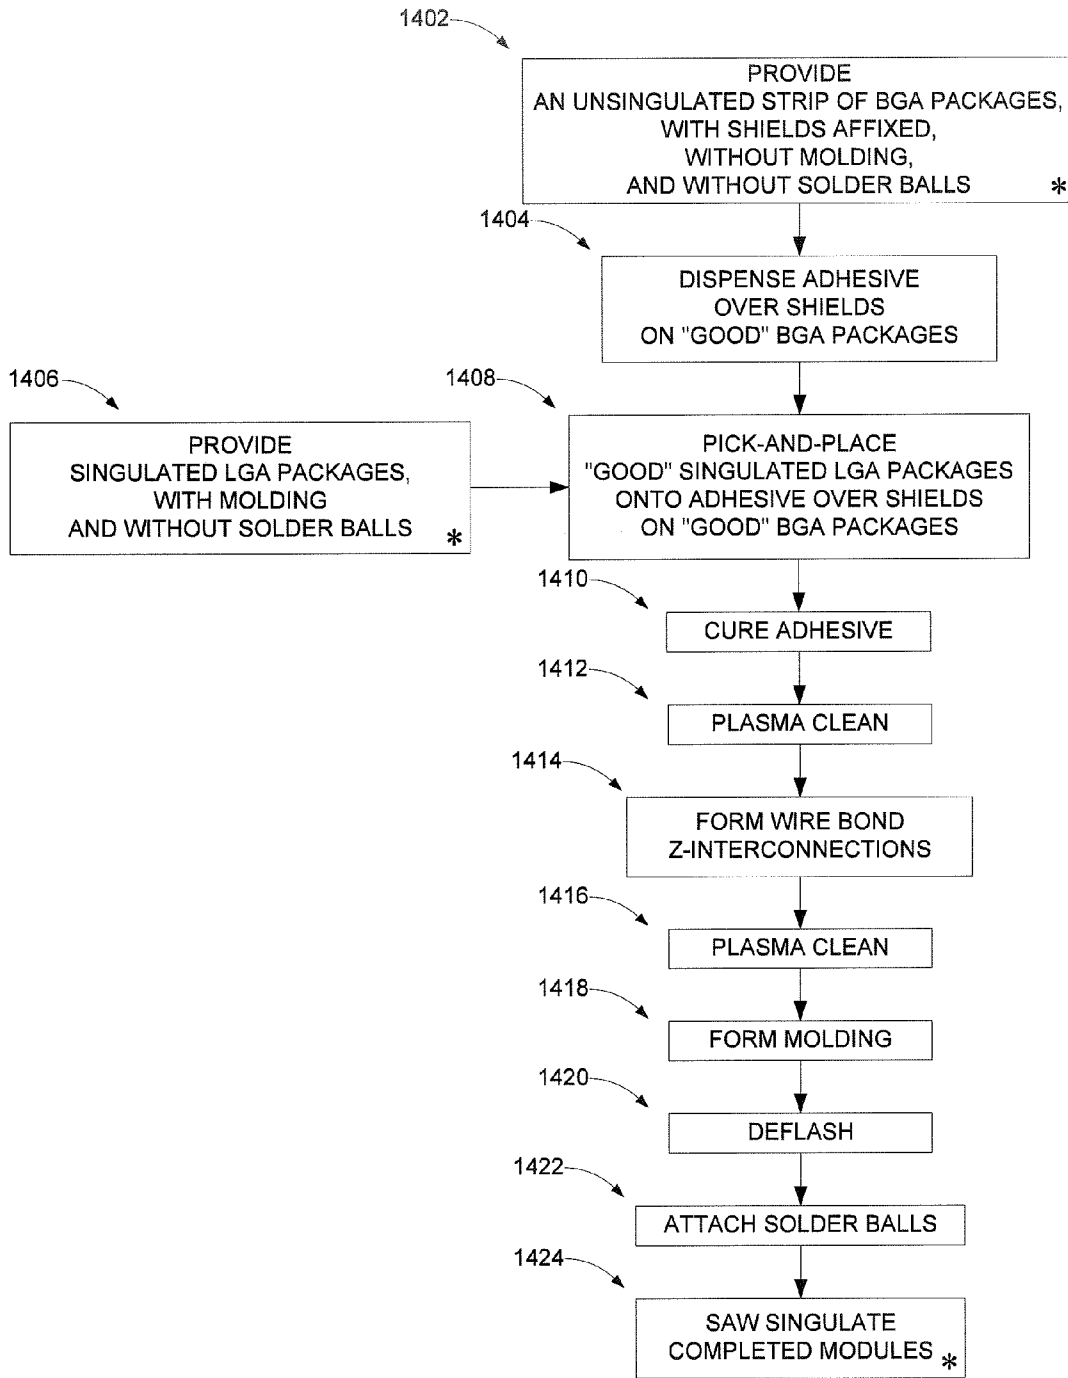 1402
PROVIDE
AN UNSINGULATED STRIP OF BGA PACKAGES,
WITH SHIELDS AFFIXED,
WITHOUT MOLDING,
AND WITHOUT SOLDER BALLS *
1404
DISPENSE ADHESIVE
OVER SHIELDS
ON "GOOD" BGA PACKAGES
1406
PROVIDE
SINGULATED LGA PACKAGES,
WITH MOLDING
AND WITHOUT SOLDER BALLS *
1408
PICK-AND-PLACE
"GOOD" SINGULATED LGA PACKAGES
ONTO ADHESIVE OVER SHIELDS
ON "GOOD" BGA PACKAGES
1410
CURE ADHESIVE
1412
PLASMA CLEAN
1414
FORM WIRE BOND
Z-INTERCONNECTIONS
1416
PLASMA CLEAN
1418
FORM MOLDING
1420
DEFLASH
1422
ATTACH SOLDER BALLS
1424
SAW SINGULATE
COMPLETED MODULES *